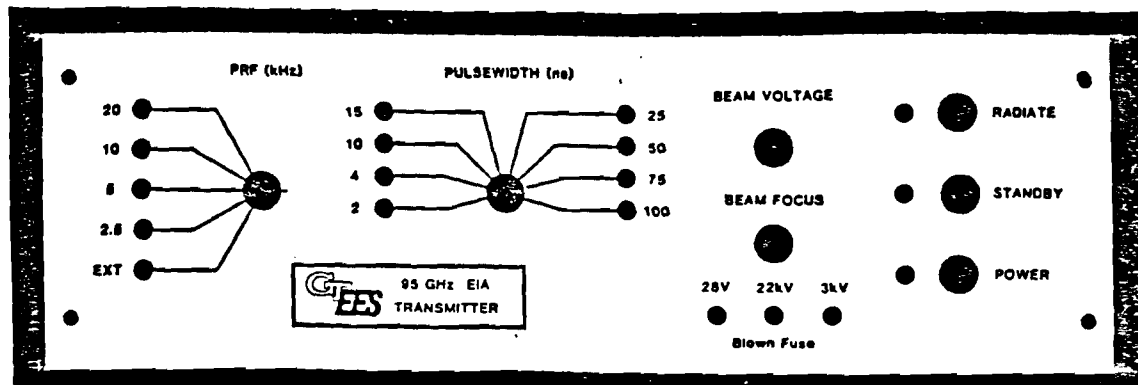 PRF (kHz)
20
10
5
2.5
EXT
PULSEWIDTH (ns)
15
10
4
2
25
50
75
100
GT EES
95 GHz EIA
TRANSMITTER
BEAM VOLTAGE
BEAM FOCUS
28V 22kV 3kV
Blown Fuse
RADIATE
STANDBY
POWER